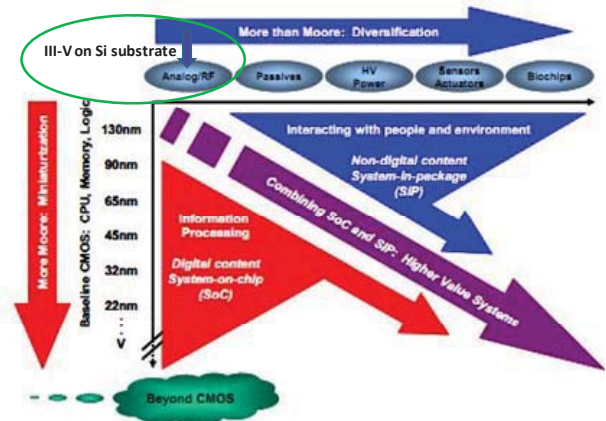 More than Moore: Diversification
III-V on Si substrate
Analog/RF
Passives
HV
Power
Sensors
Actuators
Biochips
More Moore: Miniaturization
Baseline CMOS: CPU, Memory, Logic
130nm
90nm
65nm
45nm
32nm
22nm
V
Interacting with people and environment
Non-digital content
System-in-package
(SiP)
Combining SoC and SiP: Higher Value Systems
Information
Processing
Digital content
System-on-chip
(SoC)
Beyond CMOS